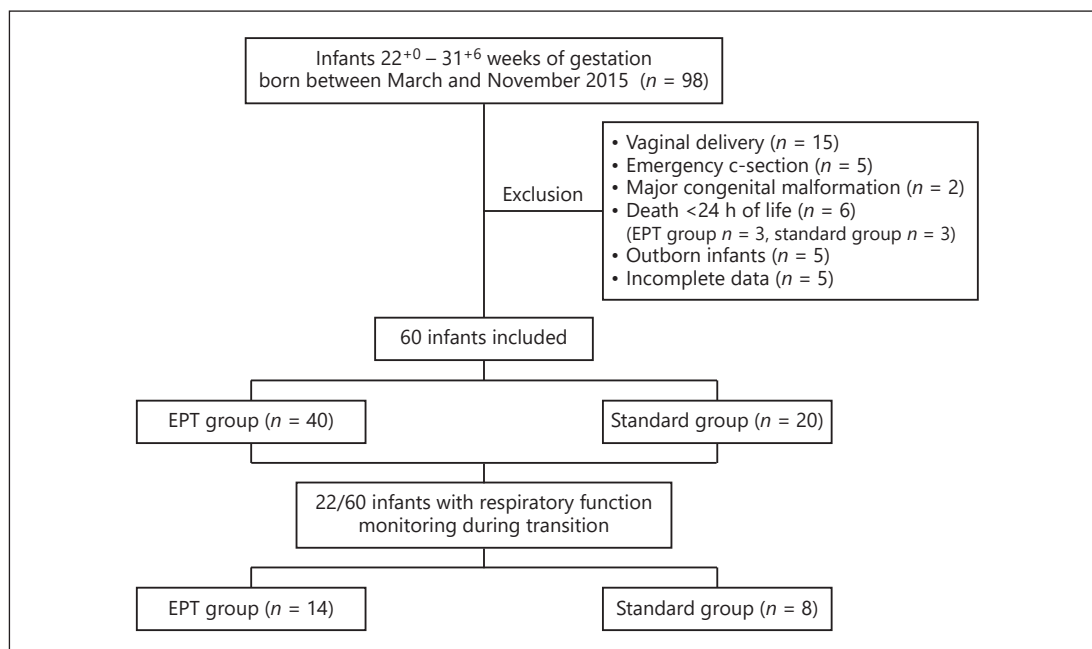 Infants 22+0 – 31+6 weeks of gestation
born between March and November 2015 (n = 98)
• Vaginal delivery (n = 15)
• Emergency c-section (n = 5)
• Major congenital malformation (n = 2)
• Death <24 h of life (n = 6)
(EPT group n = 3, standard group n = 3)
• Outborn infants (n = 5)
• Incomplete data (n = 5)
Exclusion
60 infants included
EPT group (n = 40)
Standard group (n = 20)
22/60 infants with respiratory function
monitoring during transition
EPT group (n = 14)
Standard group (n = 8)